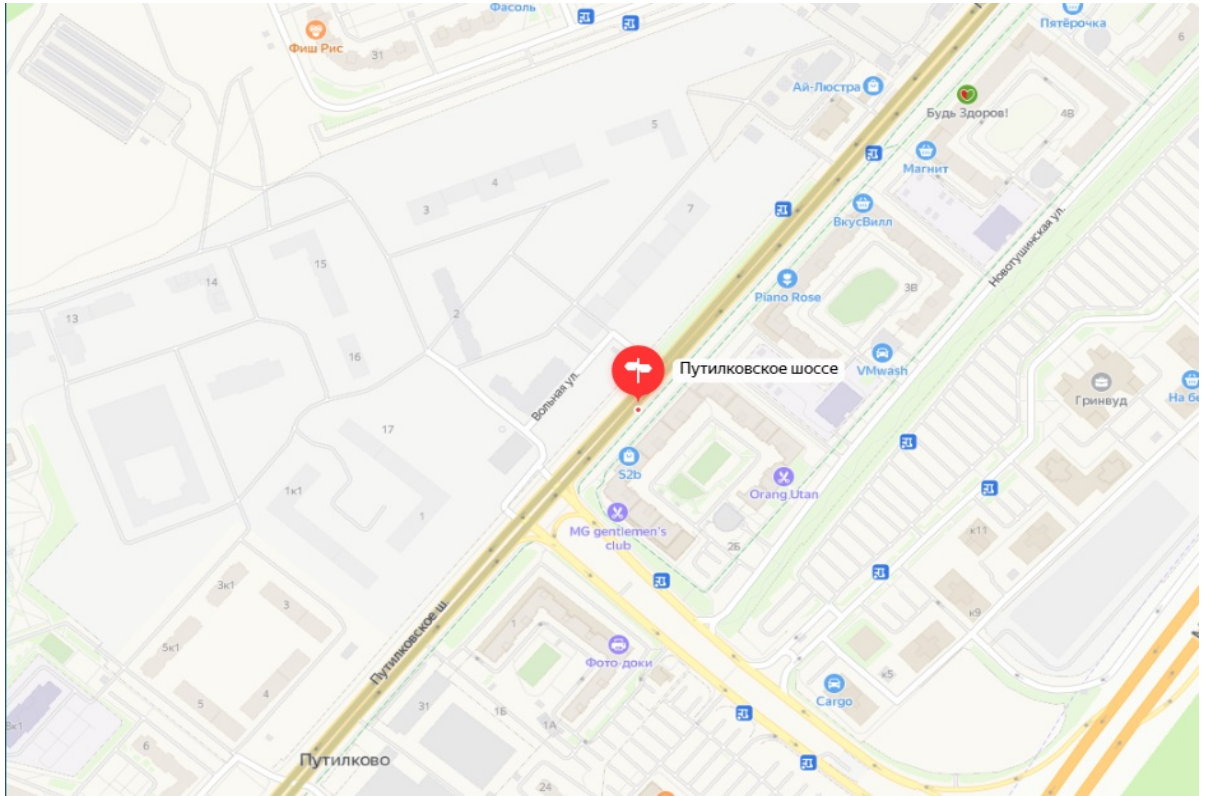 Фасоль
Пятёрочка
Фиш Рис
31
6
Ай-Люстра
Будь Здоров!
4В
5
Магнит
4
3
7
ВкусВилл
Новотушинская ул.
15
14
3В
Piano Rose
13
2
16
Путилковское шоссе
VMwash
Вольная ул.
Гринвуд
На бе
17
S2b
Orang Utan
1к1
1
MG gentlemen's
club
к11
2Б
3к1
3
к9
Путилковское ш.
1
5к1
Фото-доки
к5
4
5
Cargo
31
1Б
1А
8к1
6
Путилково
24